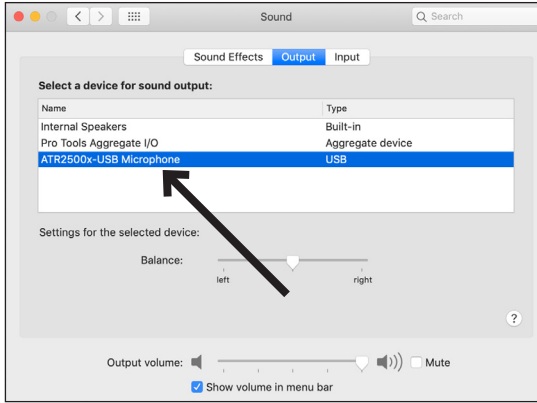 Sound
Search
Sound Effects Output Input
Select a device for sound output:
Name Type
Internal Speakers Built-in
Pro Tools Aggregate I/O Aggregate device
ATR2500x-USB Microphone USB
Settings for the selected device:
Balance:
left right
?
Output volume: Mute
Show volume in menu bar